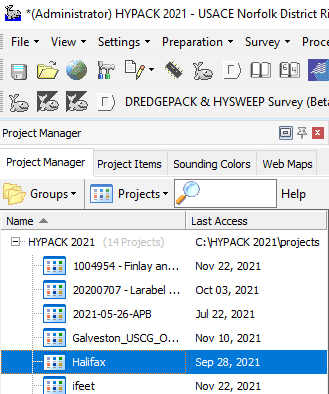 *(Administrator) HYPACK 2021 - USACE Norfolk District Ri
File View Settings Preparation Survey Proce
DREDGEPACK & HYSWEEP Survey (Beta
Project Manager
Project Manager Project Items Sounding Colors Web Maps
Groups Projects Help
Name Last Access
HYPACK 2021 (14 Projects) C:\HYPACK 2021\projects
1004954 - Finlay an... Nov 22, 2021
20200707 - Larabel ... Oct 03, 2021
2021-05-26-APB Jul 22, 2021
Galveston_USCG_O... Nov 10, 2021
Halifax Sep 28, 2021
ifeet Nov 22, 2021